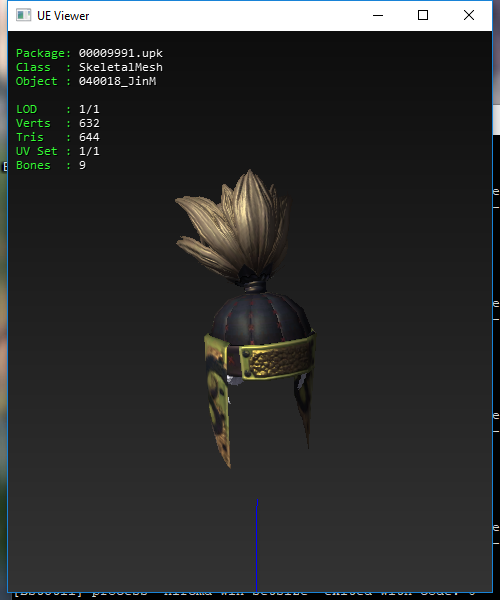 UE Viewer
Package: 00009991.upk
Class : SkeletalMesh
Object : 040018_JinM
LOD : 1/1
Verts : 632
Tris : 644
UV Set : 1/1
Bones : 9